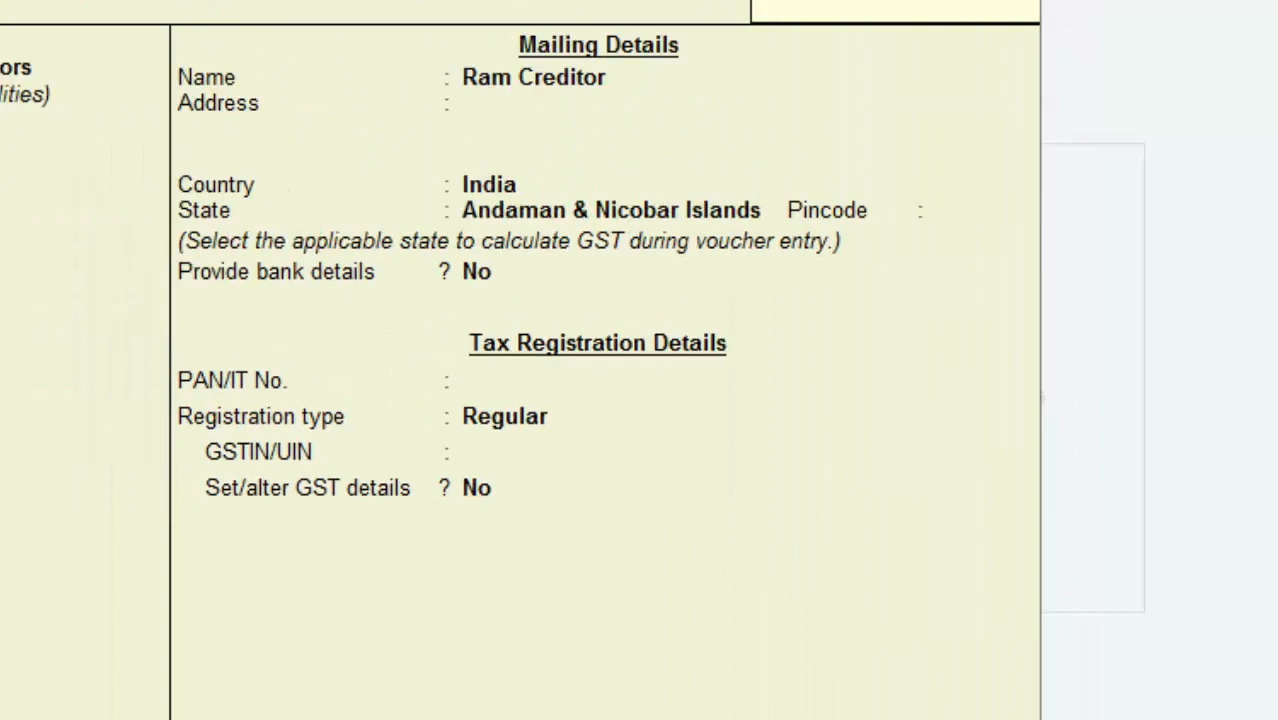 ors
lities)
Mailing Details
Name : Ram Creditor
Address :
Country : India
State : Andaman & Nicobar Islands Pincode :
(Select the applicable state to calculate GST during voucher entry.)
Provide bank details ? No
Tax Registration Details
PAN/IT No. :
Registration type : Regular
GSTIN/UIN :
Set/alter GST details ? No